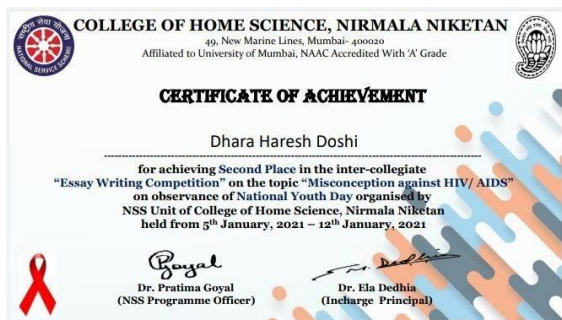 COLLEGE OF HOME SCIENCE, NIRMALA NIKETAN
49, New Marine Lines, Mumbai- 400020
Affiliated to University of Mumbai, NAAC Accredited With ‘A’ Grade
राष्ट्रीय सेवा योजना
NATIONAL SERVICE SCHEME
CERTIFICATE OF ACHIEVEMENT
Dhara Haresh Doshi
for achieving Second Place in the inter-collegiate
“Essay Writing Competition” on the topic “Misconception against HIV/ AIDS”
on observance of National Youth Day organised by
NSS Unit of College of Home Science, Nirmala Niketan
held from 5th January, 2021 – 12th January, 2021
PGoyal
Dr. Pratima Goyal
(NSS Programme Officer)
Dr. Ela Dedhia
(Incharge Principal)